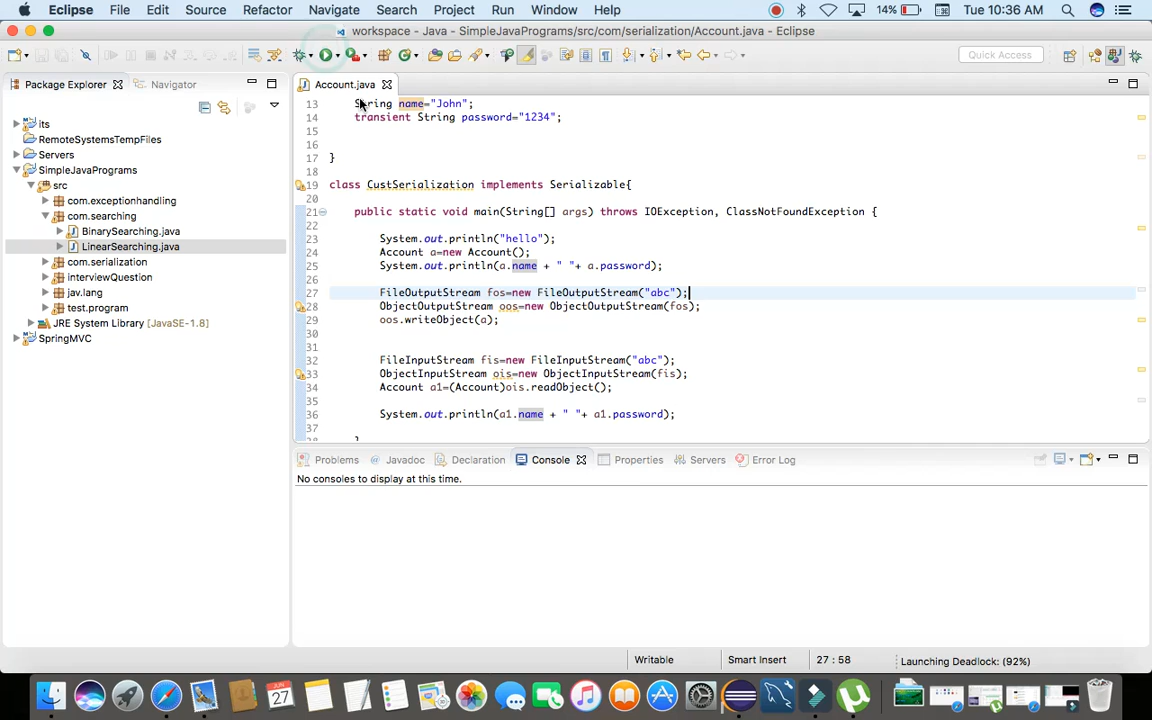 Eclipse File Edit Source Refactor Navigate Search Project Run Window Help 14% Tue 10:36 AM
workspace - Java - SimpleJavaPrograms/src/com/serialization/Account.java - Eclipse
Quick Access
Package Explorer Navigator
its
RemoteSystemsTempFiles
Servers
SimpleJavaPrograms
src
com.exceptionhandling
com.searching
BinarySearching.java
LinearSearching.java
com.serialization
interviewQuestion
jav.lang
test.program
JRE System Library [JavaSE-1.8]
SpringMVC
Account.java
13 String name="John";
14 transient String password="1234";
15
16
17 }
18
19 class CustSerialization implements Serializable{
20
21 public static void main(String[] args) throws IOException, ClassNotFoundException {
22
23 System.out.println("hello");
24 Account a=new Account();
25 System.out.println(a.name + " "+ a.password);
26
27 FileOutputStream fos=new FileOutputStream("abc");
28 ObjectOutputStream oos=new ObjectOutputStream(fos);
29 oos.writeObject(a);
30
31
32 FileInputStream fis=new FileInputStream("abc");
33 ObjectInputStream ois=new ObjectInputStream(fis);
34 Account a1=(Account)ois.readObject();
35
36 System.out.println(a1.name + " "+ a1.password);
37
38 }
Problems Javadoc Declaration Console Properties Servers Error Log
No consoles to display at this time.
Writable Smart Insert 27 : 58 Launching Deadlock: (92%)
JUN
27